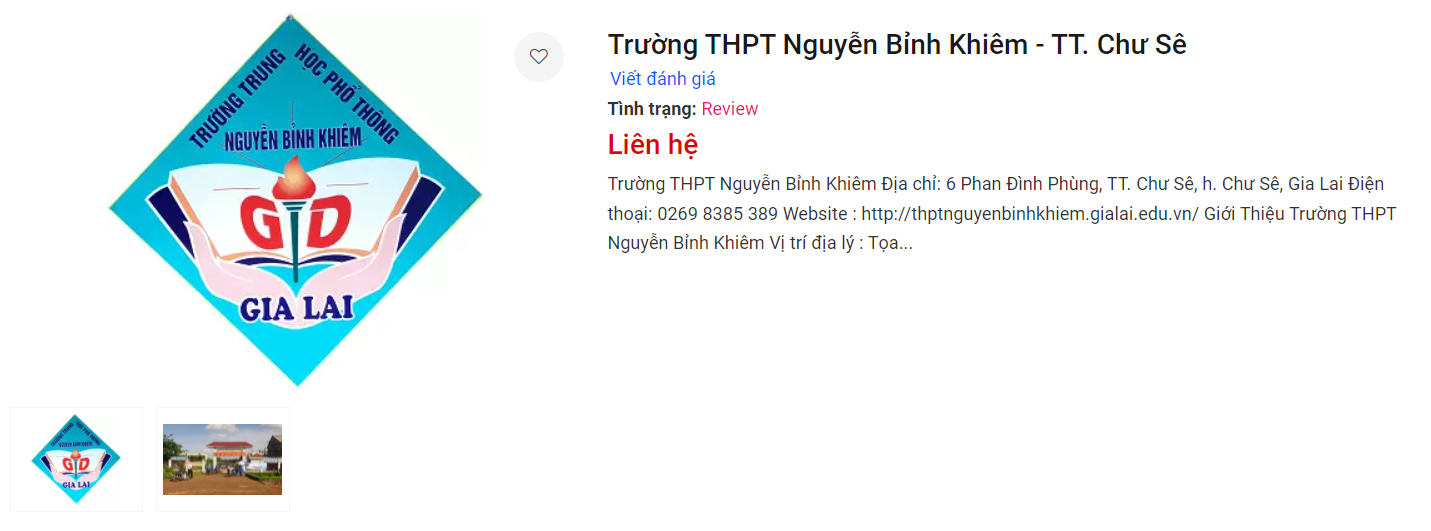 TRƯỜNG TRUNG HỌC PHỔ THÔNG
NGUYỄN BỈNH KHIÊM
GTD
GIA LAI
Trường THPT Nguyễn Bỉnh Khiêm - TT. Chư Sê
Viết đánh giá
Tình trạng: Review
Liên hệ
Trường THPT Nguyễn Bỉnh Khiêm Địa chỉ: 6 Phan Đình Phùng, TT. Chư Sê, h. Chư Sê, Gia Lai Điện
thoại: 0269 8385 389 Website : http://thptnguyenbinhkhiem.gialai.edu.vn/ Giới Thiệu Trường THPT
Nguyễn Bỉnh Khiêm Vị trí địa lý : Tọa...
GTD
GIA LAI